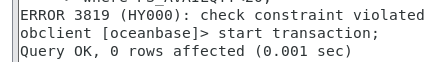 ERROR 3819 (HY000): check constraint violated
obclient [oceanbase]> start transaction;
Query OK, 0 rows affected (0.001 sec)